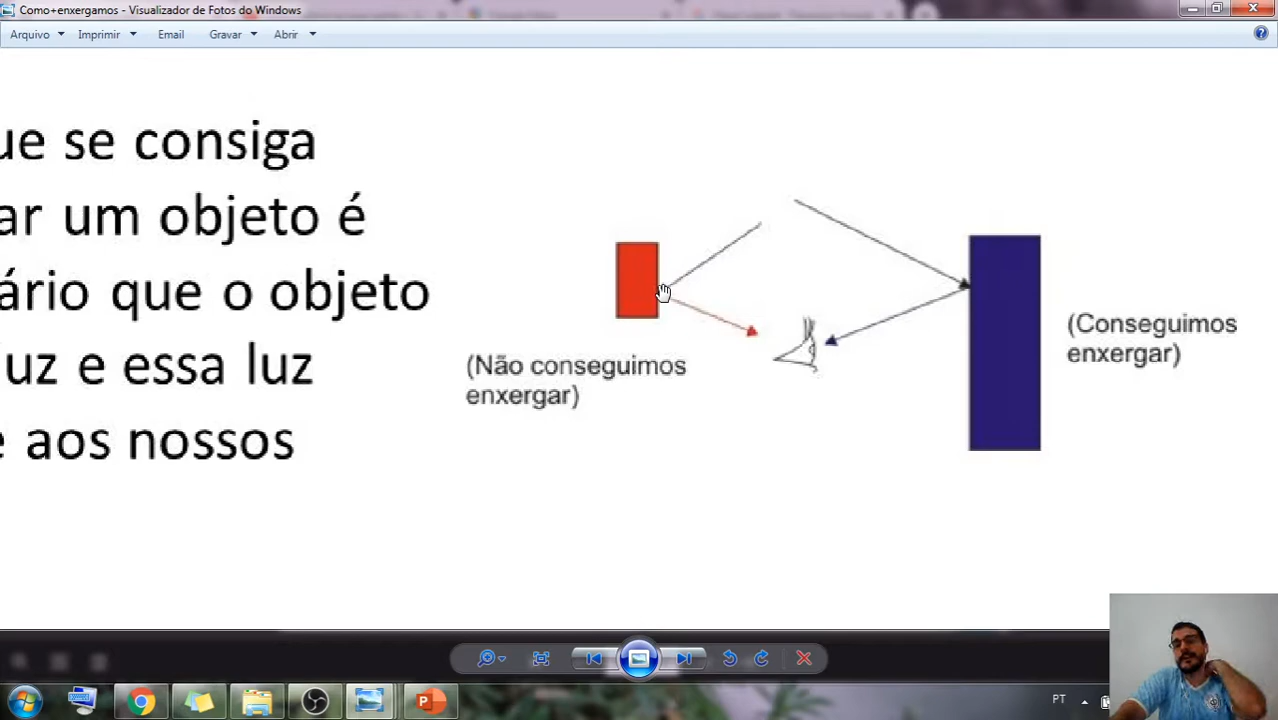 Como+enxergamos - Visualizador de Fotos do Windows
Arquivo Imprimir Email Gravar Abrir
ue se consiga
ar um objeto é
ário que o objeto
uz e essa luz
e aos nossos
(Não conseguimos
enxergar)
(Conseguimos
enxergar)
PT